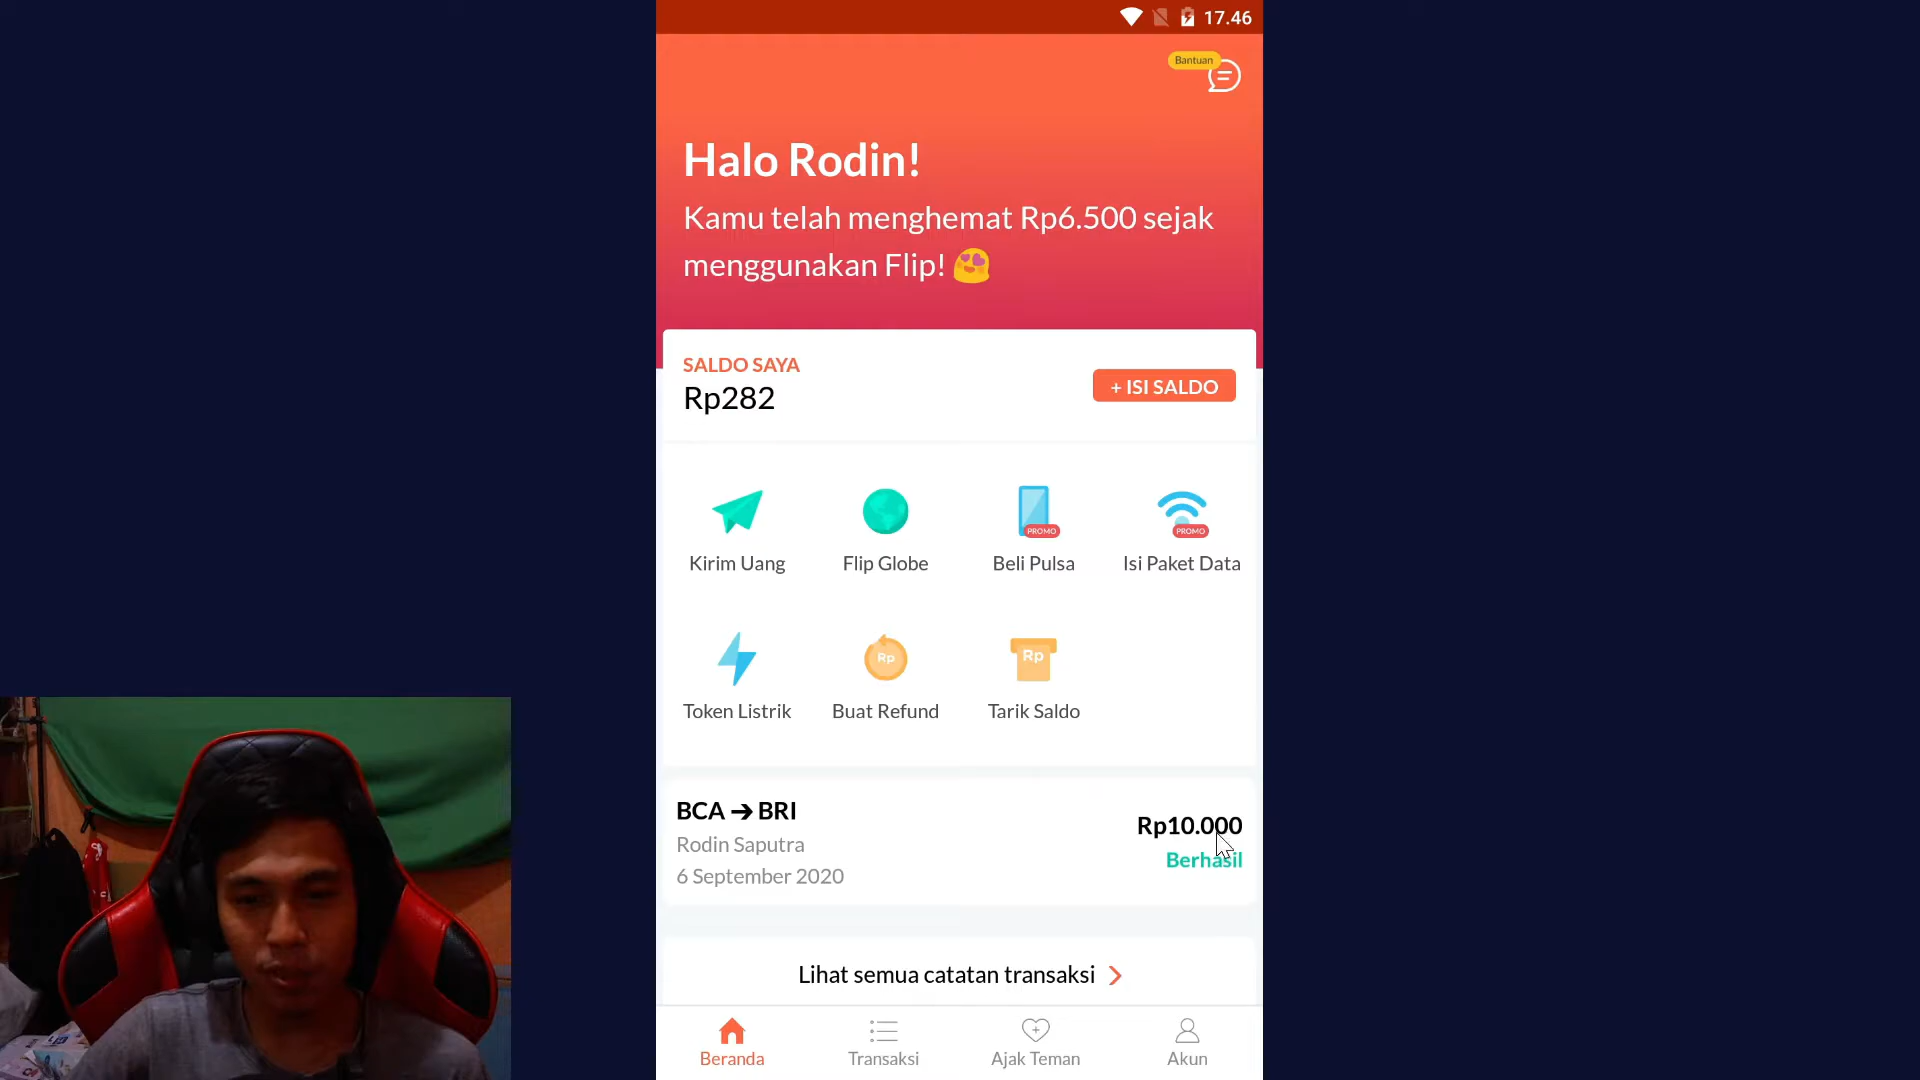 17.46
Bantuan
Halo Rodin!
Kamu telah menghemat Rp6.500 sejak
menggunakan Flip! 😍
SALDO SAYA
Rp282
+ ISI SALDO
PROMO
PROMO
Kirim Uang
Flip Globe
Beli Pulsa
Isi Paket Data
Rp
Rp
Token Listrik
Buat Refund
Tarik Saldo
BCA ➔ BRI
Rp10.000
Rodin Saputra
Berhasil
6 September 2020
Lihat semua catatan transaksi
Beranda
Transaksi
Ajak Teman
Akun